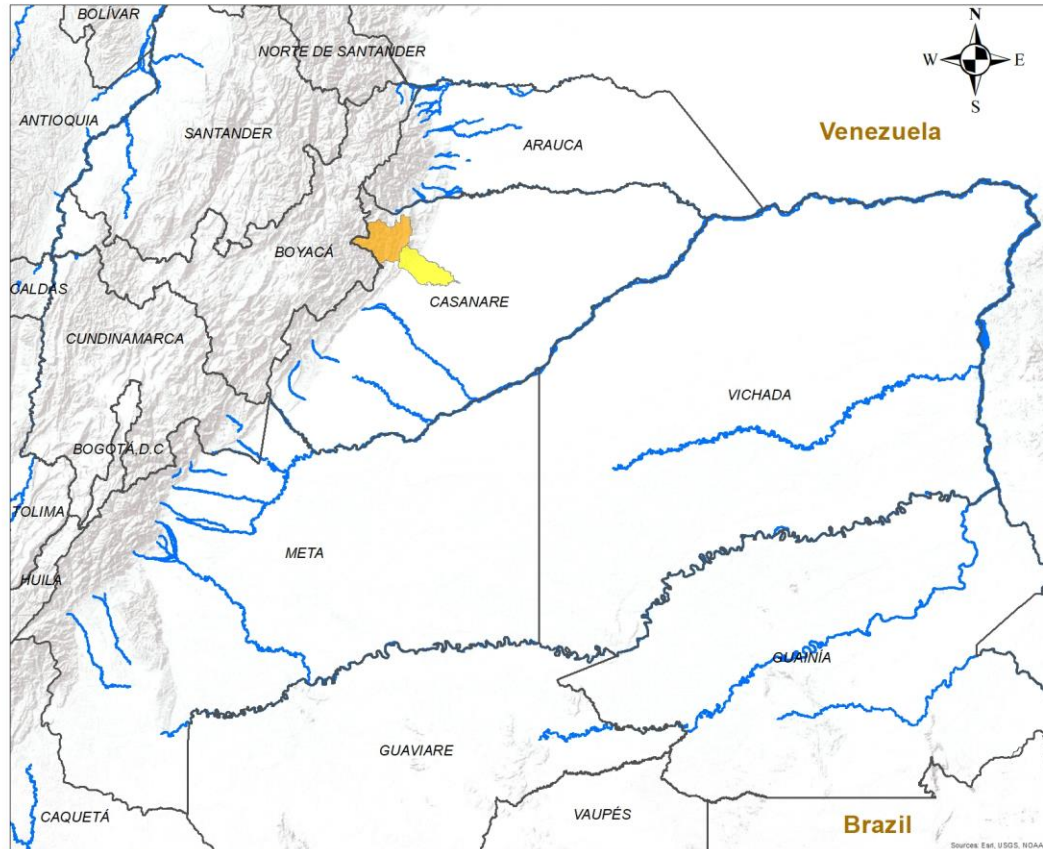 BOLÍVAR
N
NORTE DE SANTANDER
W
E
S
ANTIOQUIA
SANTANDER
ARAUCA
Venezuela
BOYACÁ
CALDAS
CASANARE
CUNDINAMARCA
VICHADA
BOGOTÁ,D.C
TOLIMA
META
HUILA
GUAINÍA
GUAVIARE
CAQUETÁ
VAUPÉS
Brazil
Sources: Esri, USGS, NOAA